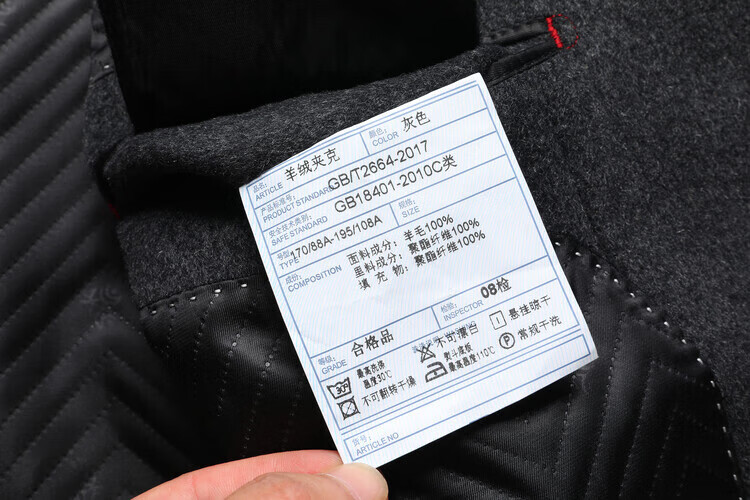 品名: ARTICLE 羊绒夹克 颜色: COLOR 灰色
产品标准号: PRODUCT STANDARD GB/T2664-2017
安全技术类别: SAFE STANDARD GB18401-2010C类
号型 TYPE 170/88A-195/108A 规格: SIZE
成份: COMPOSITION 面料成分: 羊毛100%
里料成分: 聚酯纤维100%
填 充 物: 聚酯纤维100%
等级: GRADE 合格品 检验: INSPECTOR 08检
最高洗涤温度30℃ 不可漂白 悬挂晾干
不可翻转干燥 熨斗底板最高温度110℃ 常规干洗
货号: ARTICLE NO